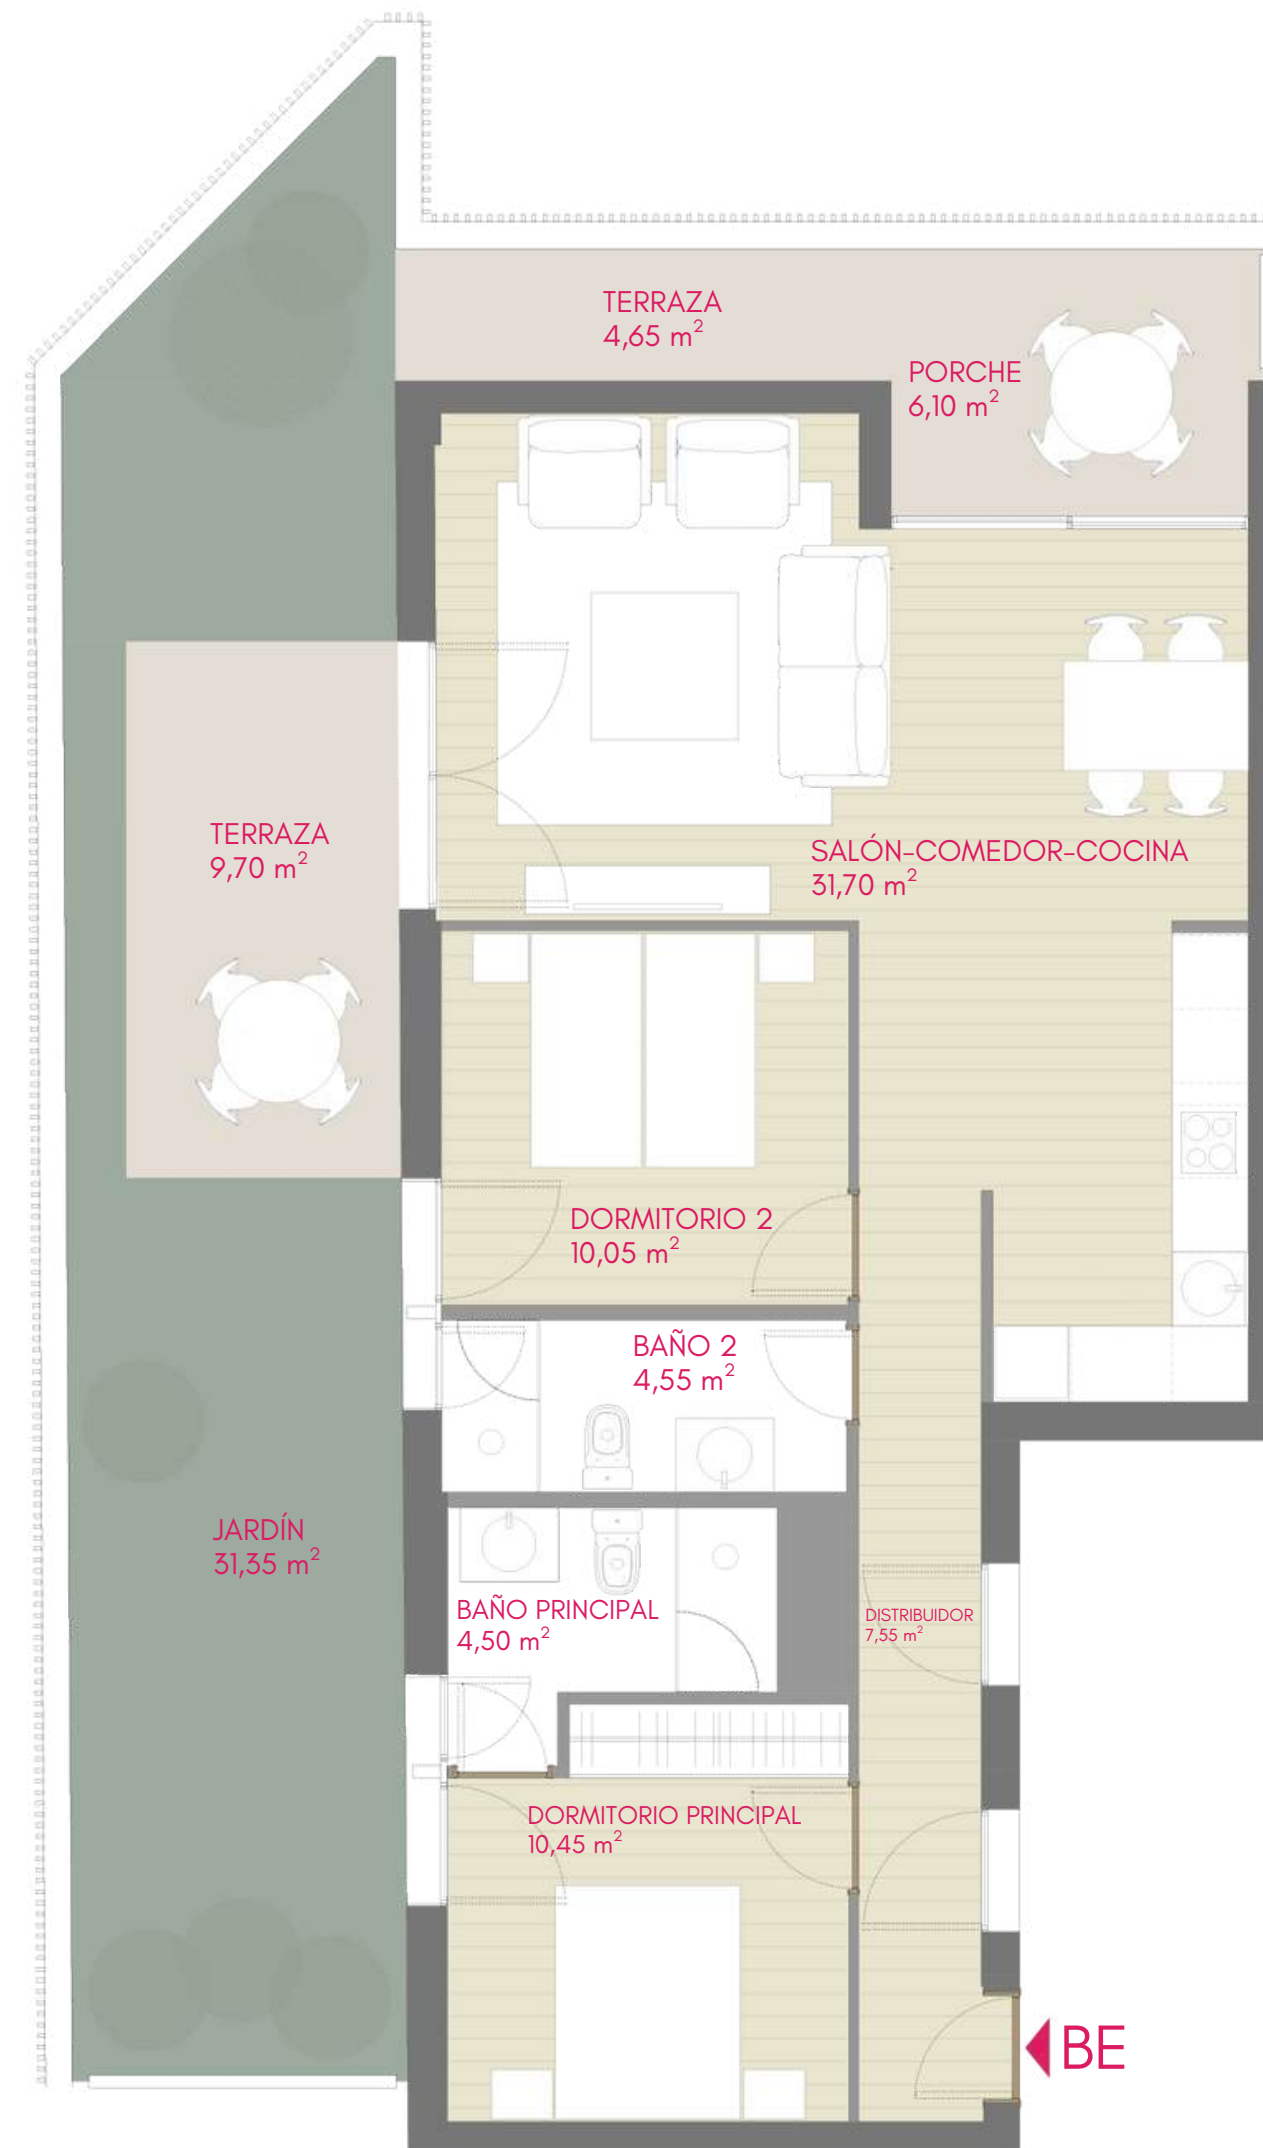 TERRAZA
4,65 m²
PORCHE
6,10 m²
TERRAZA
9,70 m²
SALÓN-COMEDOR-COCINA
31,70 m²
DORMITORIO 2
10,05 m²
BAÑO 2
4,55 m²
JARDÍN
31,35 m²
BAÑO PRINCIPAL
4,50 m²
DISTRIBUIDOR
7,55 m²
DORMITORIO PRINCIPAL
10,45 m²
BE